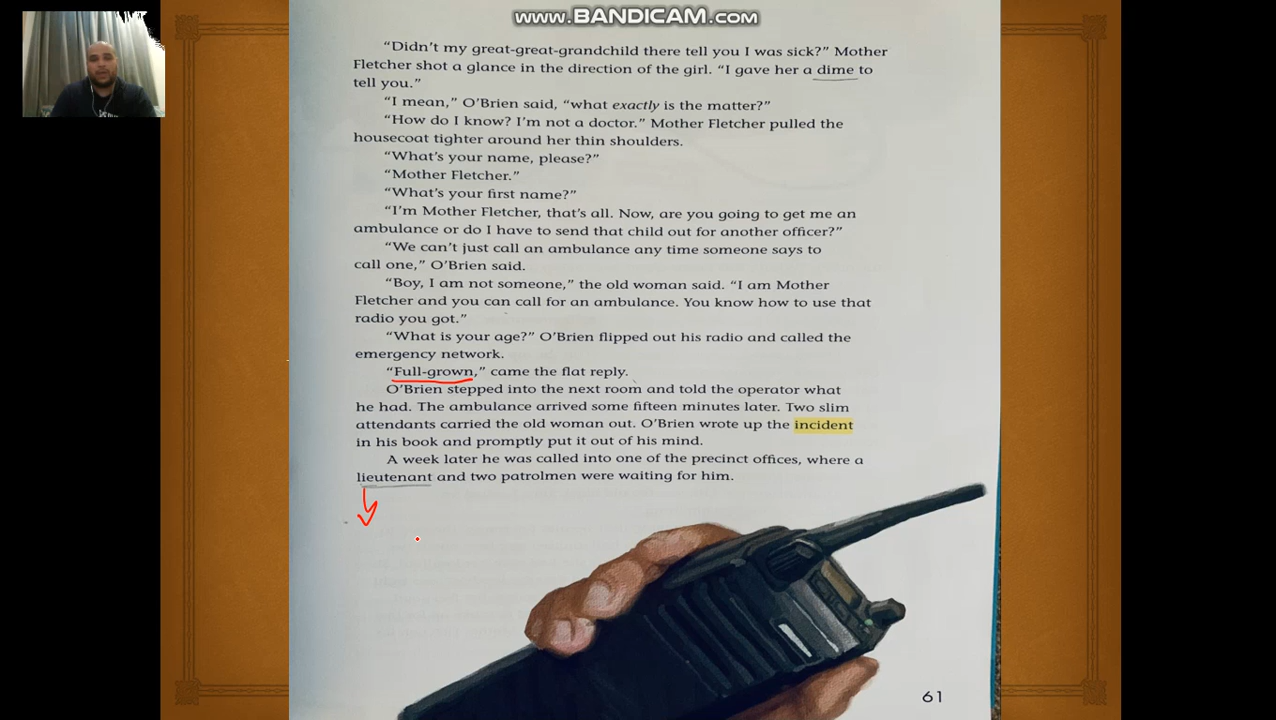 www.BANDICAM.com
“Didn’t my great-great-grandchild there tell you I was sick?” Mother
Fletcher shot a glance in the direction of the girl. “I gave her a dime to
tell you.”
“I mean,” O’Brien said, “what exactly is the matter?”
“How do I know? I’m not a doctor.” Mother Fletcher pulled the
housecoat tighter around her thin shoulders.
“What’s your name, please?”
“Mother Fletcher.”
“What’s your first name?”
“I’m Mother Fletcher, that’s all. Now, are you going to get me an
ambulance or do I have to send that child out for another officer?”
“We can’t just call an ambulance any time someone says to
call one,” O’Brien said.
“Boy, I am not someone,” the old woman said. “I am Mother
Fletcher and you can call for an ambulance. You know how to use that
radio you got.”
“What is your age?” O’Brien flipped out his radio and called the
emergency network.
“Full-grown,” came the flat reply.
O’Brien stepped into the next room and told the operator what
he had. The ambulance arrived some fifteen minutes later. Two slim
attendants carried the old woman out. O’Brien wrote up the incident
in his book and promptly put it out of his mind.
A week later he was called into one of the precinct offices, where a
lieutenant and two patrolmen were waiting for him.
61